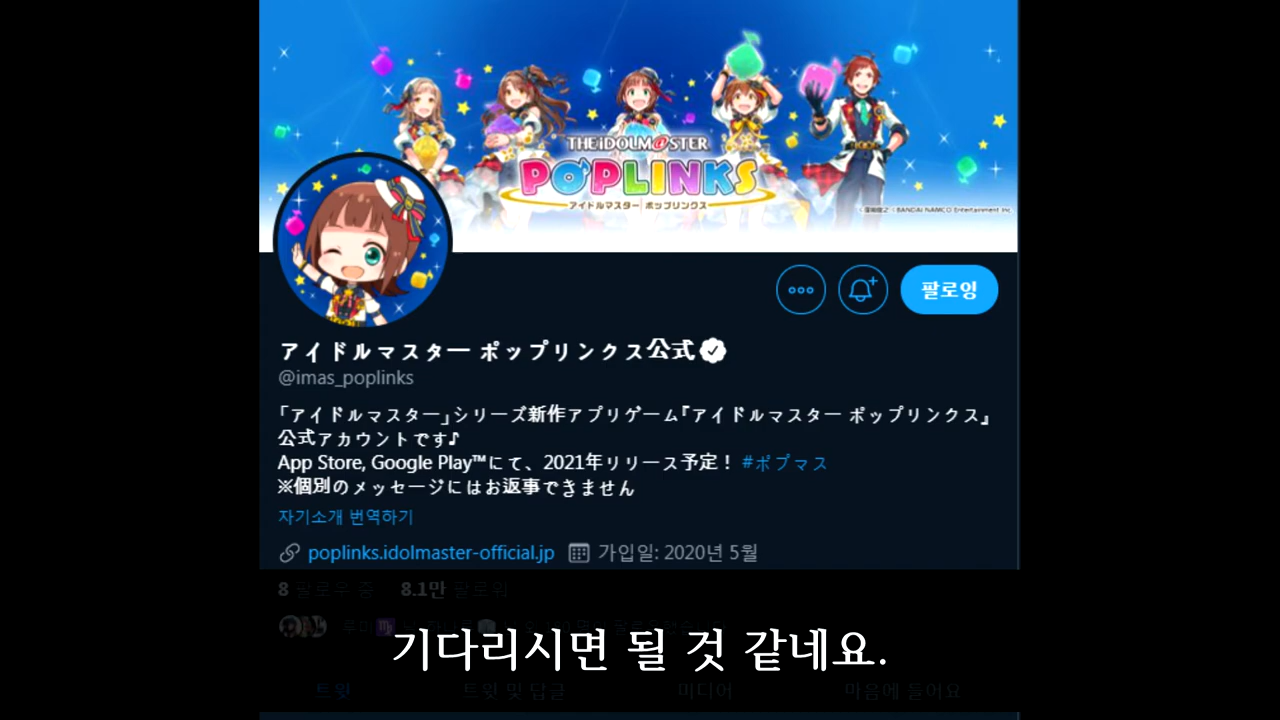 THE IDOLM@STER
POPLINKS
アイドルマスター ポップリンクス
팔로잉
アイドルマスター ポップリンクス公式
@imas_poplinks
「アイドルマスター」シリーズ新作アプリゲーム『アイドルマスター ポップリンクス』
公式アカウントです♪
App Store, Google Play™にて、2021年リリース予定！ #ポプマス
※個別のメッセージにはお返事できません
자기소개 번역하기
poplinks.idolmaster-official.jp 가입일: 2020년 5월
8 팔로우 중 8.1만 팔로워
기다리시면 될 것 같네요.
트윗 트윗 및 답글 미디어 마음에 들어요